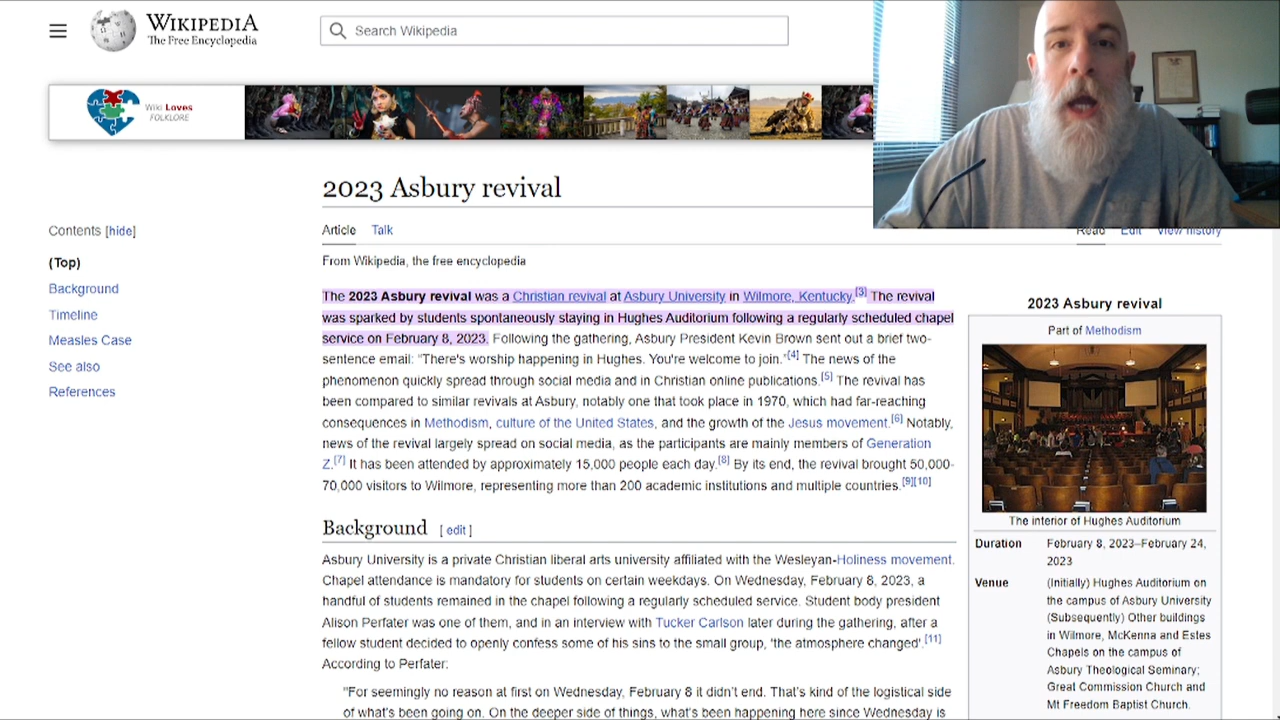 WIKIPEDIA
The Free Encyclopedia
Search Wikipedia
Wiki Loves
FOLKLORE
2023 Asbury revival
Contents [hide]
(Top)
Background
Timeline
Measles Case
See also
References
Article Talk
Read Edit View history
From Wikipedia, the free encyclopedia
The 2023 Asbury revival was a Christian revival at Asbury University in Wilmore, Kentucky.[3] The revival
was sparked by students spontaneously staying in Hughes Auditorium following a regularly scheduled chapel
service on February 8, 2023. Following the gathering, Asbury President Kevin Brown sent out a brief two-
sentence email: "There's worship happening in Hughes. You're welcome to join."[4] The news of the
phenomenon quickly spread through social media and in Christian online publications.[5] The revival has
been compared to similar revivals at Asbury, notably one that took place in 1970, which had far-reaching
consequences in Methodism, culture of the United States, and the growth of the Jesus movement.[6] Notably,
news of the revival largely spread on social media, as the participants are mainly members of Generation
Z.[7] It has been attended by approximately 15,000 people each day.[8] By its end, the revival brought 50,000-
70,000 visitors to Wilmore, representing more than 200 academic institutions and multiple countries.[9][10]
Background [ edit ]
Asbury University is a private Christian liberal arts university affiliated with the Wesleyan-Holiness movement.
Chapel attendance is mandatory for students on certain weekdays. On Wednesday, February 8, 2023, a
handful of students remained in the chapel following a regularly scheduled service. Student body president
Alison Perfater was one of them, and in an interview with Tucker Carlson later during the gathering, after a
fellow student decided to openly confess some of his sins to the small group, 'the atmosphere changed'.[11]
According to Perfater:
"For seemingly no reason at first on Wednesday, February 8 it didn't end. That's kind of the logistical side
of what's been going on. On the deeper side of things, what's been happening here since Wednesday is
2023 Asbury revival
Part of Methodism
The interior of Hughes Auditorium
Duration February 8, 2023–February 24,
2023
Venue (Initially) Hughes Auditorium on
the campus of Asbury University
(Subsequently) Other buildings
in Wilmore, McKenna and Estes
Chapels on the campus of
Asbury Theological Seminary;
Great Commission Church and
Mt Freedom Baptist Church.